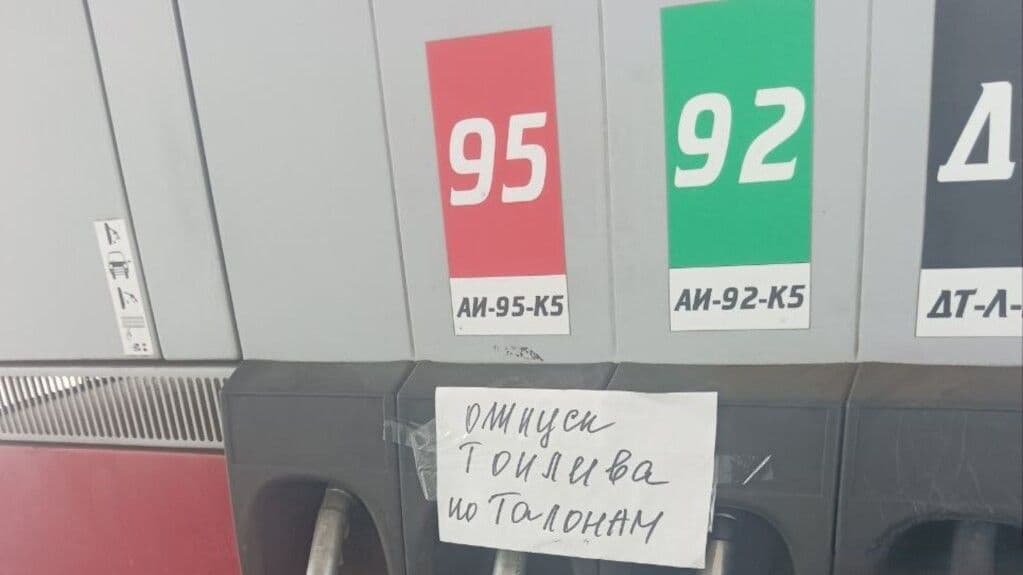 95
92
Д
АИ-95-К5
АИ-92-К5
ДТ-Л-
отпуск
топлива
по талонам